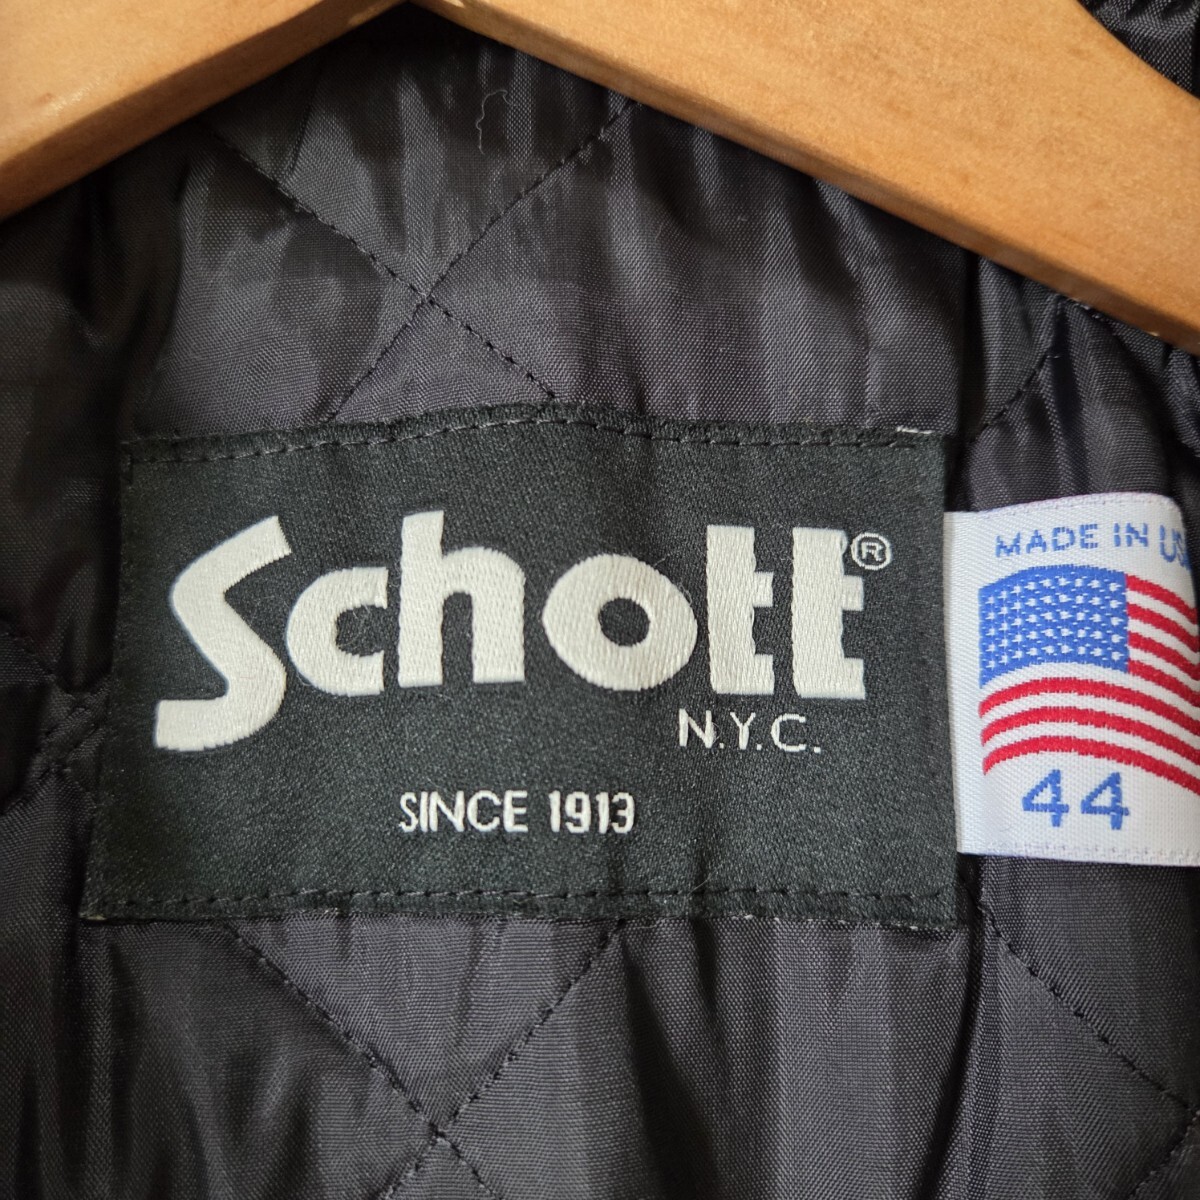 Schott®
N.Y.C.
SINCE 1913
MADE IN US
44